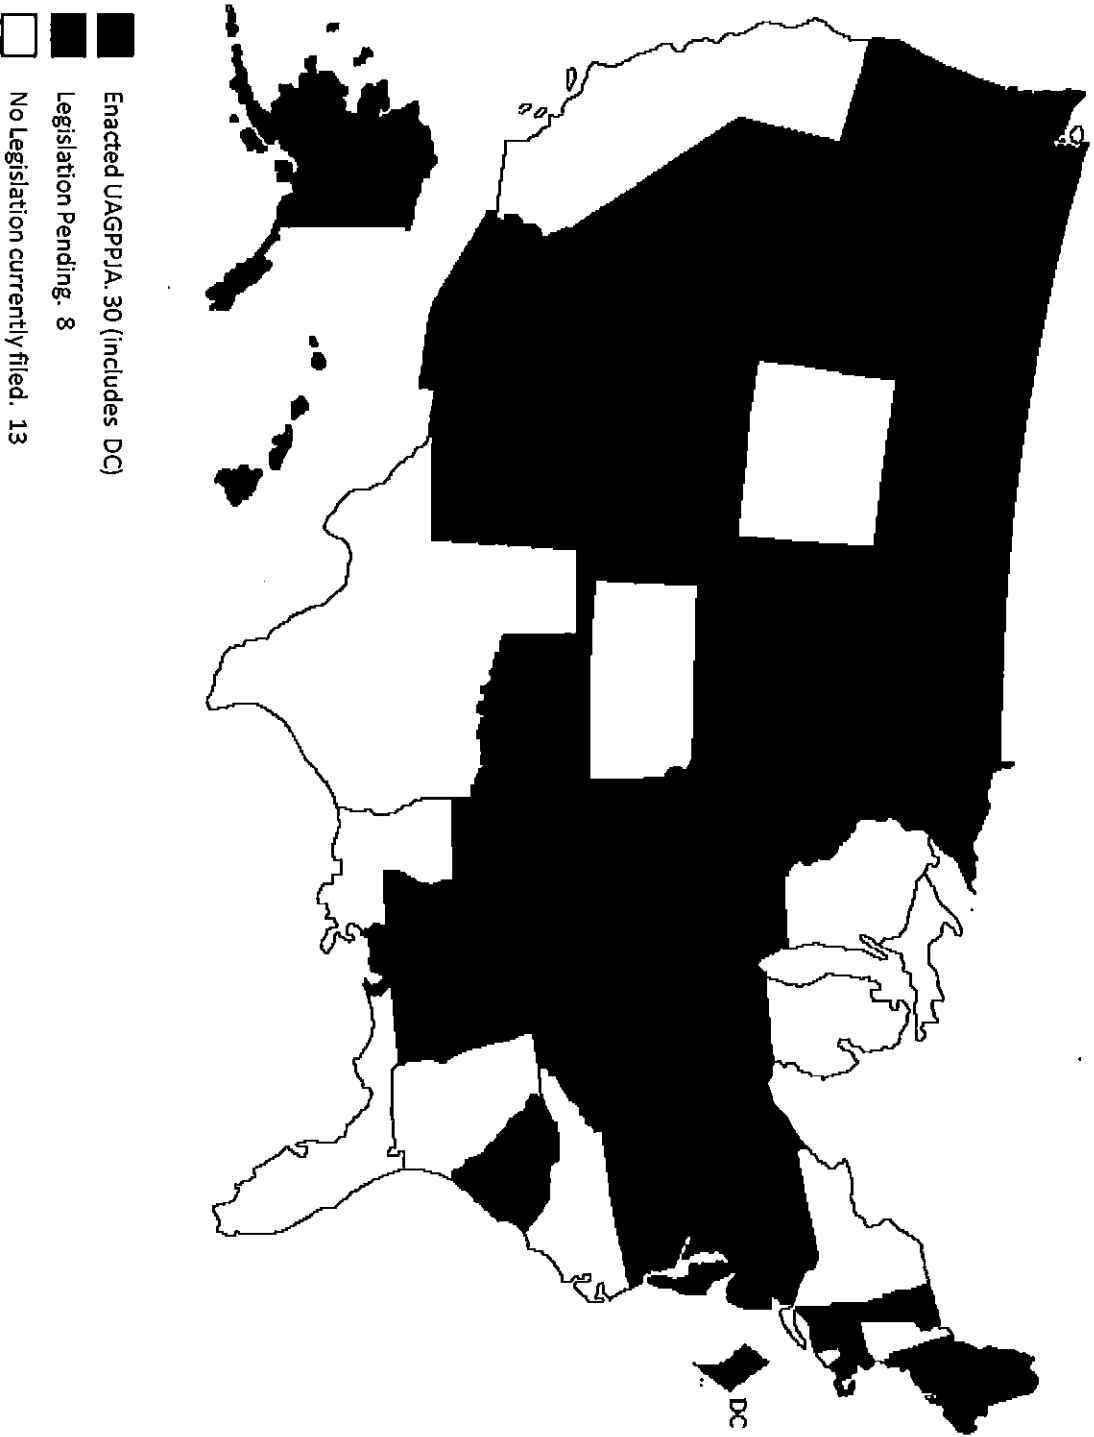 DC
Enacted UAGPPJA. 30 (includes DC)
Legislation Pending. 8
No Legislation currently filed. 13